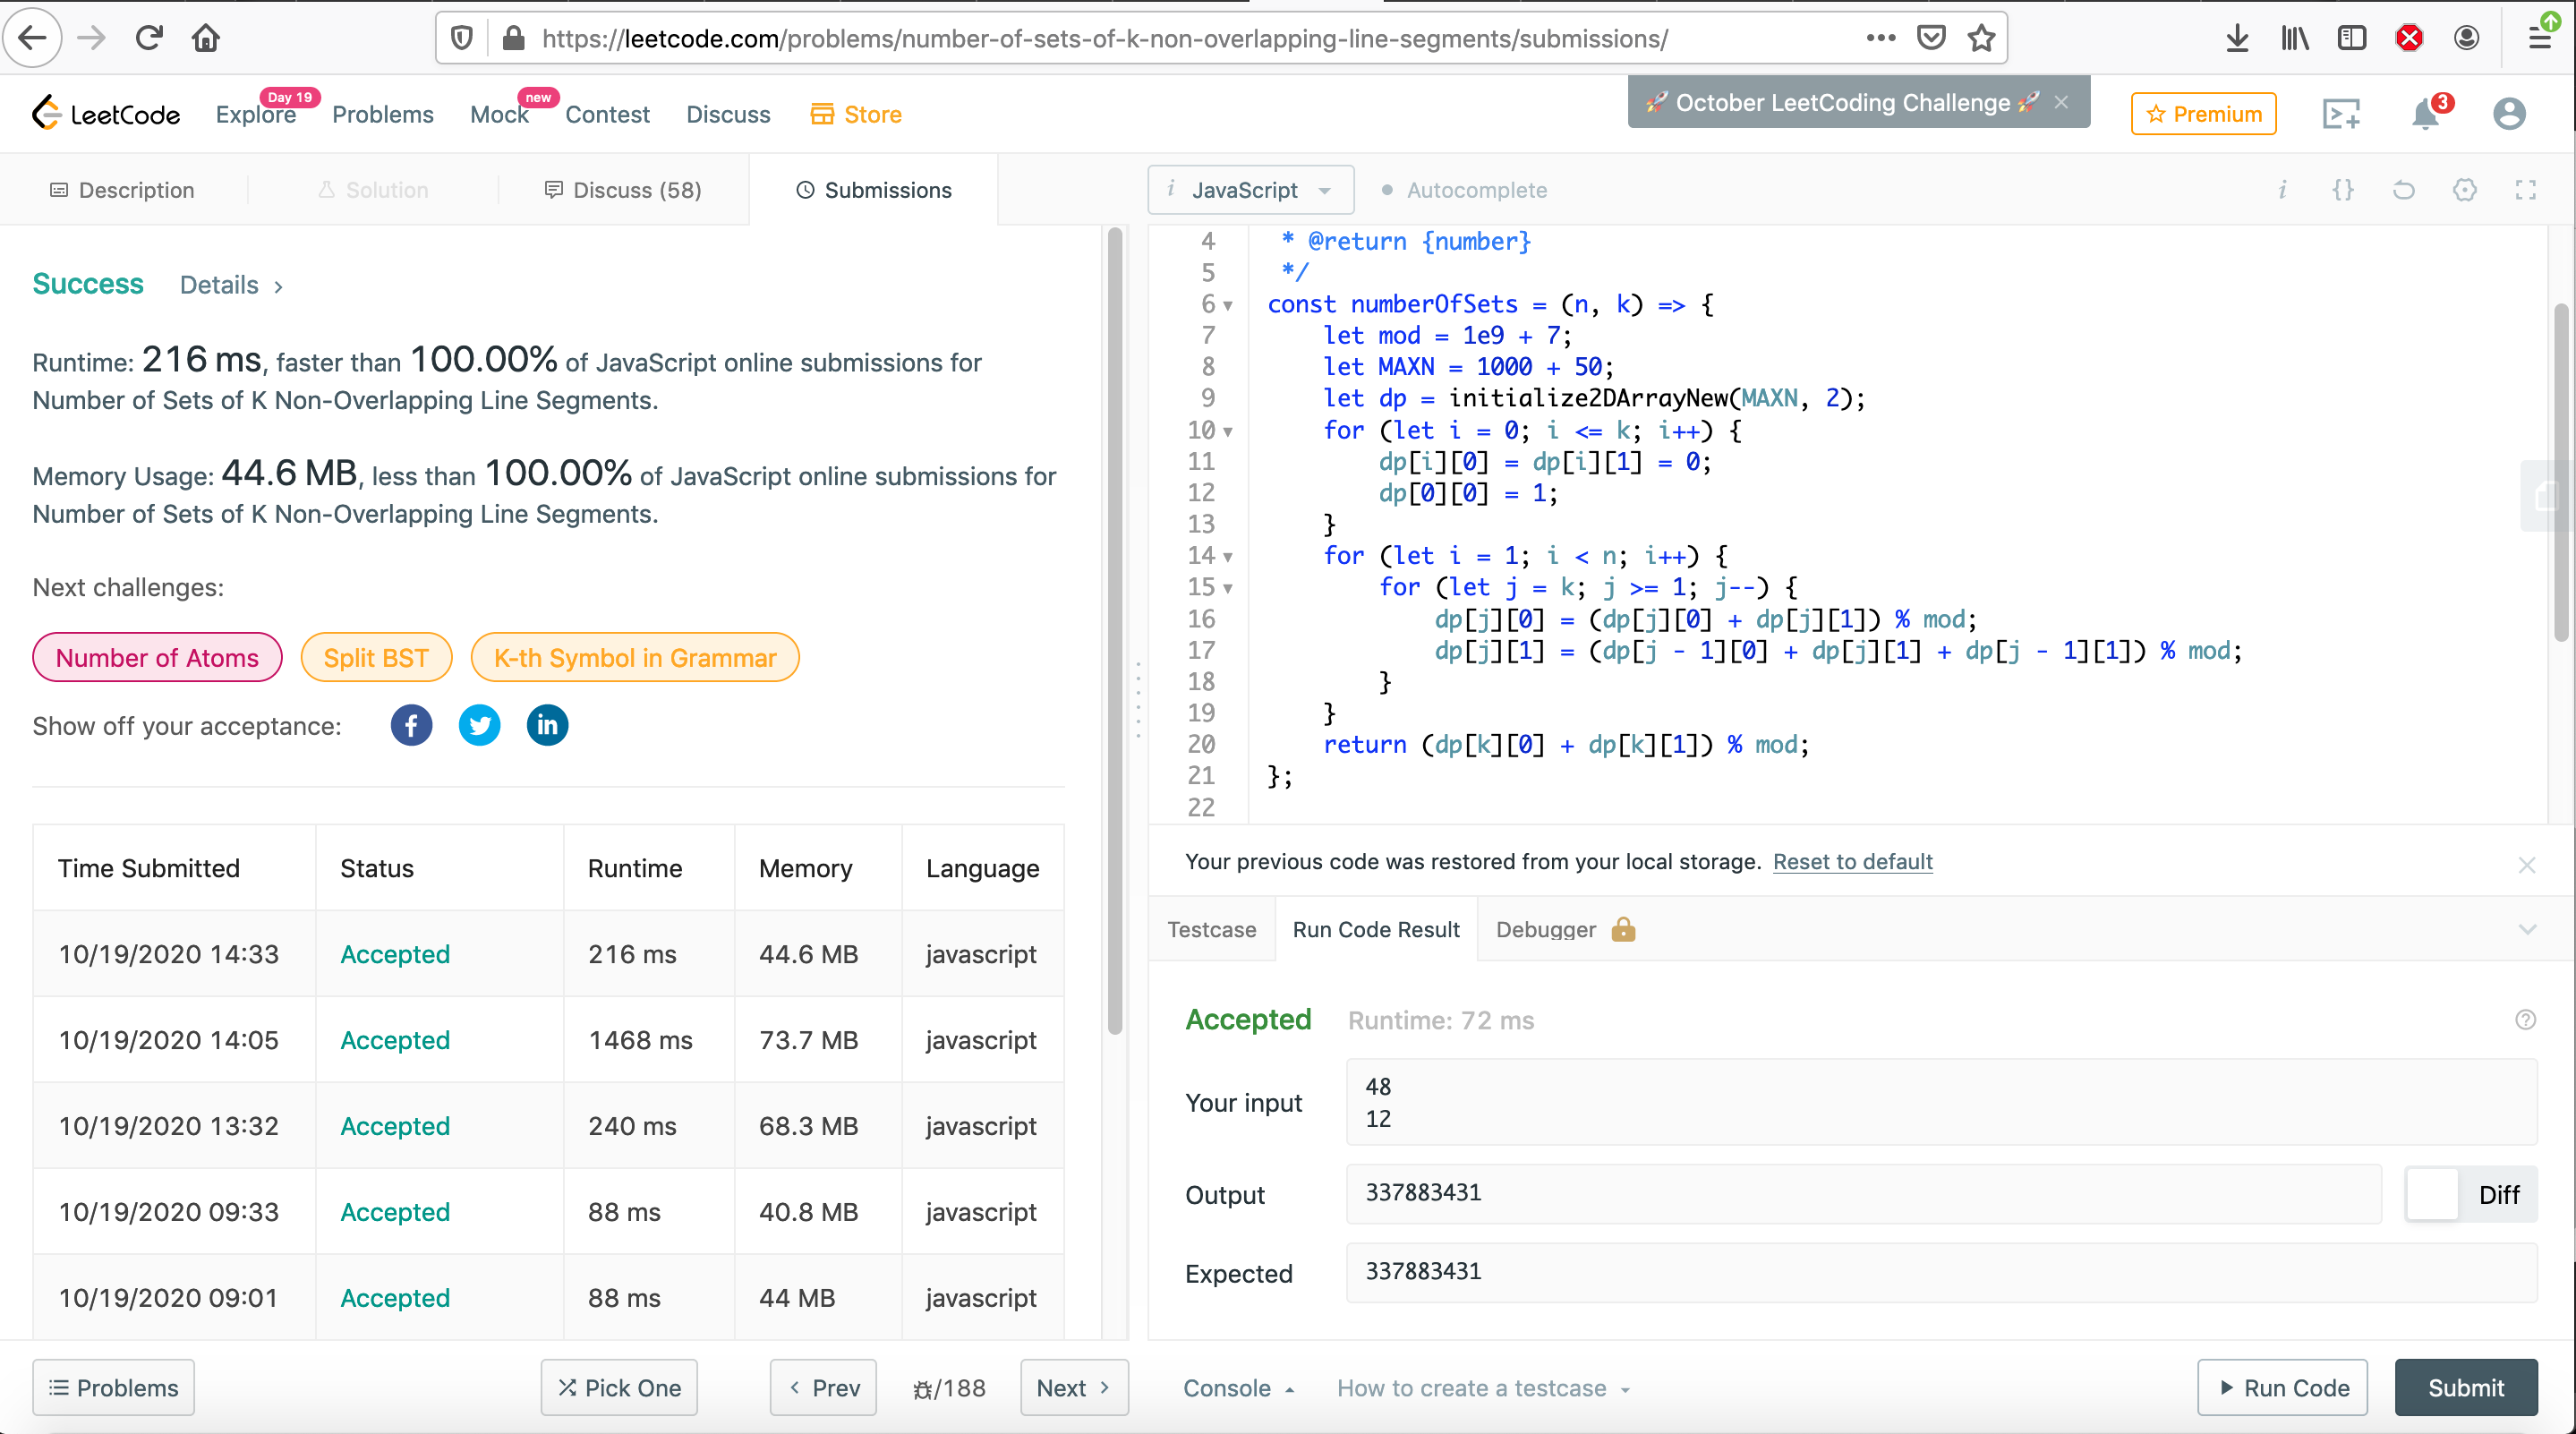 https://leetcode.com/problems/number-of-sets-of-k-non-overlapping-line-segments/submissions/
LeetCode
Explore
Day 19
Problems
Mock
new
Contest
Discuss
Store
🚀 October LeetCoding Challenge 🚀
Premium
3
Description
Solution
Discuss (58)
Submissions
Success
Details
Runtime: 216 ms, faster than 100.00% of JavaScript online submissions for
Number of Sets of K Non-Overlapping Line Segments.
Memory Usage: 44.6 MB, less than 100.00% of JavaScript online submissions for
Number of Sets of K Non-Overlapping Line Segments.
Next challenges:
Number of Atoms
Split BST
K-th Symbol in Grammar
Show off your acceptance:
Time Submitted Status Runtime Memory Language
10/19/2020 14:33 Accepted 216 ms 44.6 MB javascript
10/19/2020 14:05 Accepted 1468 ms 73.7 MB javascript
10/19/2020 13:32 Accepted 240 ms 68.3 MB javascript
10/19/2020 09:33 Accepted 88 ms 40.8 MB javascript
10/19/2020 09:01 Accepted 88 ms 44 MB javascript
Problems
Pick One
Prev
/188
Next
i JavaScript
Autocomplete
4 * @return {number}
5 */
6 const numberOfSets = (n, k) => {
7 let mod = 1e9 + 7;
8 let MAXN = 1000 + 50;
9 let dp = initialize2DArrayNew(MAXN, 2);
10 for (let i = 0; i <= k; i++) {
11 dp[i][0] = dp[i][1] = 0;
12 dp[0][0] = 1;
13 }
14 for (let i = 1; i < n; i++) {
15 for (let j = k; j >= 1; j--) {
16 dp[j][0] = (dp[j][0] + dp[j][1]) % mod;
17 dp[j][1] = (dp[j - 1][0] + dp[j][1] + dp[j - 1][1]) % mod;
18 }
19 }
20 return (dp[k][0] + dp[k][1]) % mod;
21 };
22
Your previous code was restored from your local storage. Reset to default
Testcase
Run Code Result
Debugger
Accepted
Runtime: 72 ms
Your input
48
12
Output
337883431
Diff
Expected
337883431
Console
How to create a testcase
Run Code
Submit